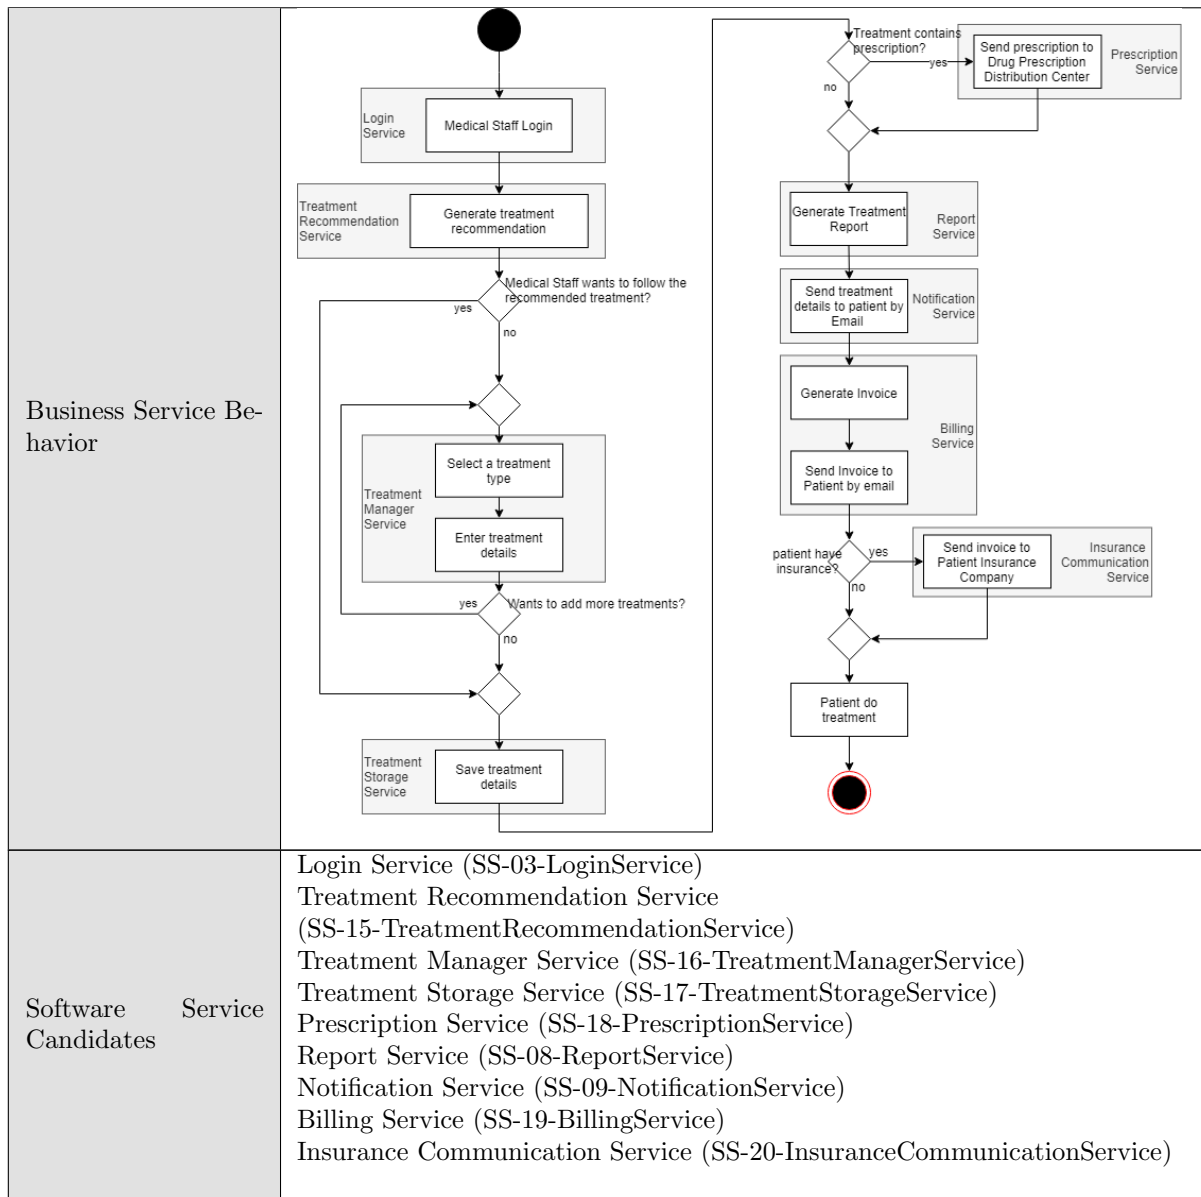 Business Service Be-
havior
Login
Service
Medical Staff Login
Treatment
Recommendation
Service
Generate treatment
recommendation
Medical Staff wants to follow the
recommended treatment?
yes
no
Treatment
Manager
Service
Select a treatment
type
Enter treatment
details
yes
Wants to add more treatments?
no
Treatment
Storage
Service
Save treatment
details
Treatment contains
prescription?
yes
no
Send prescription to
Drug Prescription
Distribution Center
Prescription
Service
Generate Treatment
Report
Report
Service
Send treatment
details to patient by
Email
Notification
Service
Generate Invoice
Billing
Service
Send Invoice to
Patient by email
patient have
insurance?
yes
no
Send invoice to
Patient Insurance
Company
Insurance
Communication
Service
Patient do
treatment
Software Service
Candidates
Login Service (SS-03-LoginService)
Treatment Recommendation Service
(SS-15-TreatmentRecommendationService)
Treatment Manager Service (SS-16-TreatmentManagerService)
Treatment Storage Service (SS-17-TreatmentStorageService)
Prescription Service (SS-18-PrescriptionService)
Report Service (SS-08-ReportService)
Notification Service (SS-09-NotificationService)
Billing Service (SS-19-BillingService)
Insurance Communication Service (SS-20-InsuranceCommunicationService)